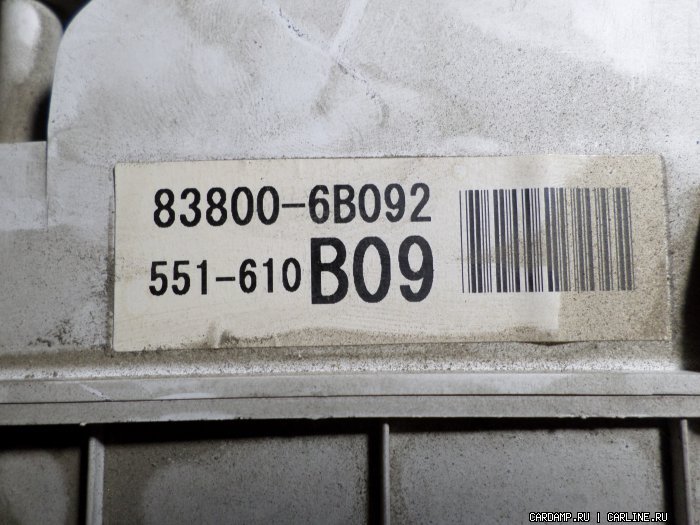 83800-6B092
551-610 B09
CARDAMP.RU | CARLINE.RU